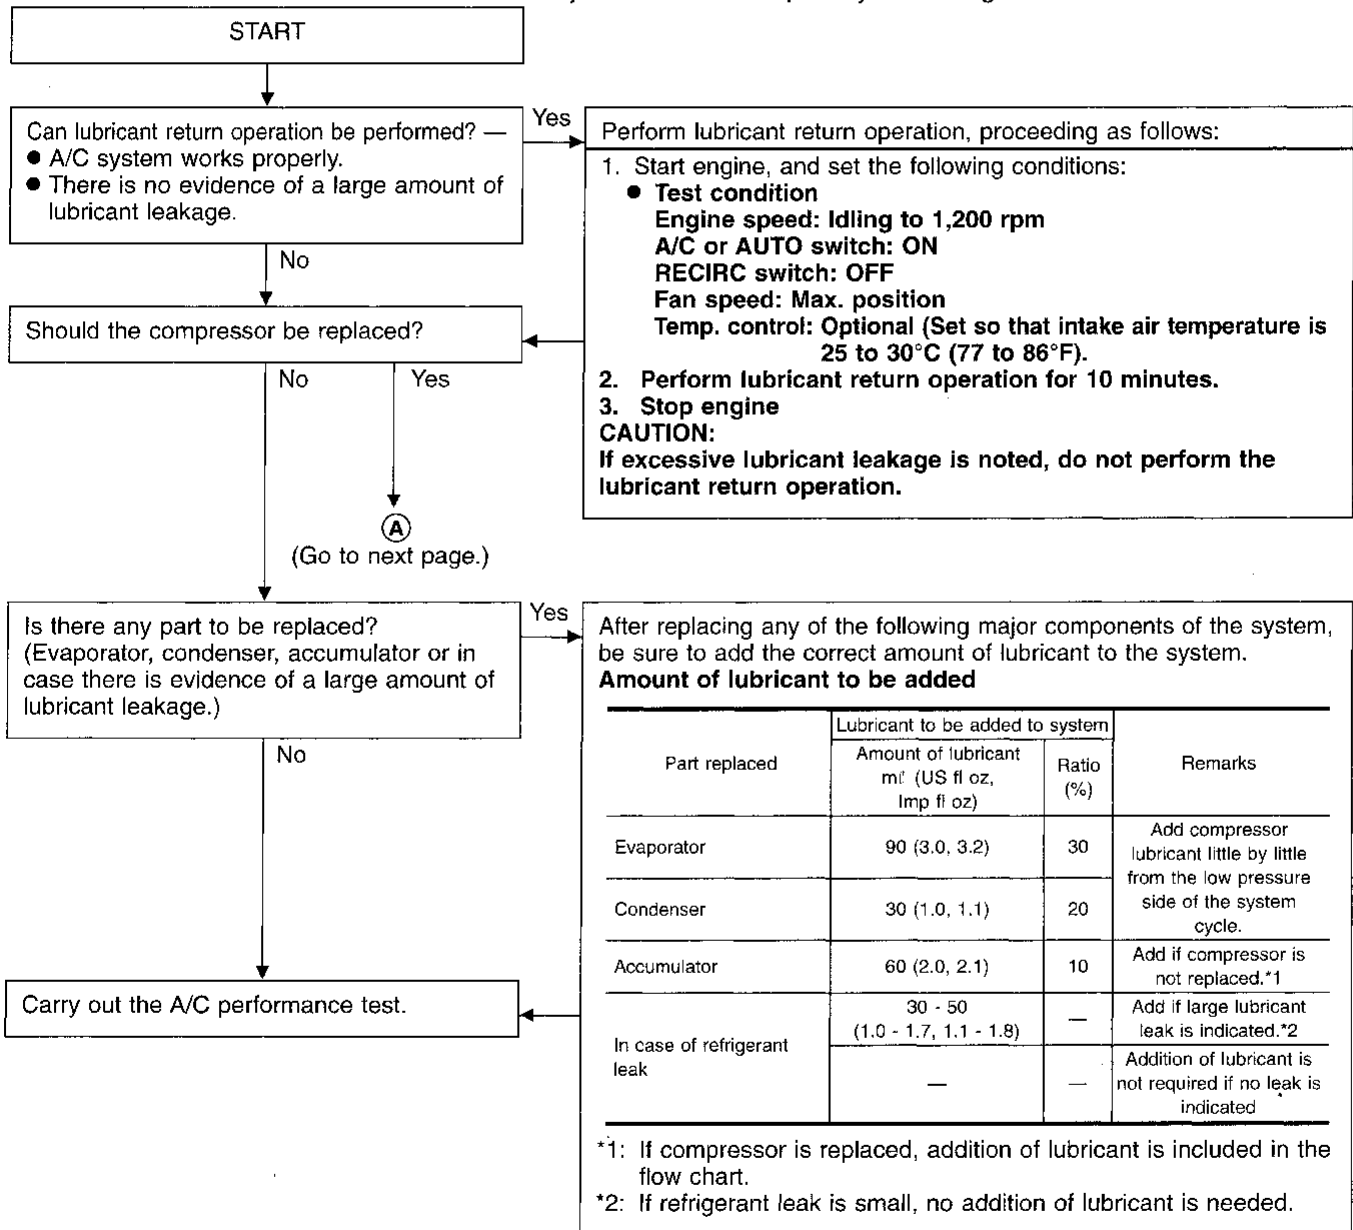 START
Can lubricant return operation be performed? —
● A/C system works properly.
● There is no evidence of a large amount of
lubricant leakage.
Yes
Perform lubricant return operation, proceeding as follows:
1. Start engine, and set the following conditions:
● Test condition
Engine speed: Idling to 1,200 rpm
A/C or AUTO switch: ON
RECIRC switch: OFF
Fan speed: Max. position
Temp. control: Optional (Set so that intake air temperature is
25 to 30°C (77 to 86°F).
2. Perform lubricant return operation for 10 minutes.
3. Stop engine
CAUTION:
If excessive lubricant leakage is noted, do not perform the
lubricant return operation.
No
Should the compressor be replaced?
No
Yes
A
(Go to next page.)
Is there any part to be replaced?
(Evaporator, condenser, accumulator or in
case there is evidence of a large amount of
lubricant leakage.)
Yes
After replacing any of the following major components of the system,
be sure to add the correct amount of lubricant to the system.
Amount of lubricant to be added
Part replaced
Lubricant to be added to system
Amount of lubricant
mℓ (US fl oz,
Imp fl oz)
Ratio
(%)
Remarks
Evaporator
90 (3.0, 3.2)
30
Add compressor
lubricant little by little
from the low pressure
side of the system
cycle.
Condenser
30 (1.0, 1.1)
20
Accumulator
60 (2.0, 2.1)
10
Add if compressor is
not replaced.*1
In case of refrigerant
leak
30 - 50
(1.0 - 1.7, 1.1 - 1.8)
—
Add if large lubricant
leak is indicated.*2
—
—
Addition of lubricant is
not required if no leak is
indicated
*1: If compressor is replaced, addition of lubricant is included in the
flow chart.
*2: If refrigerant leak is small, no addition of lubricant is needed.
No
Carry out the A/C performance test.